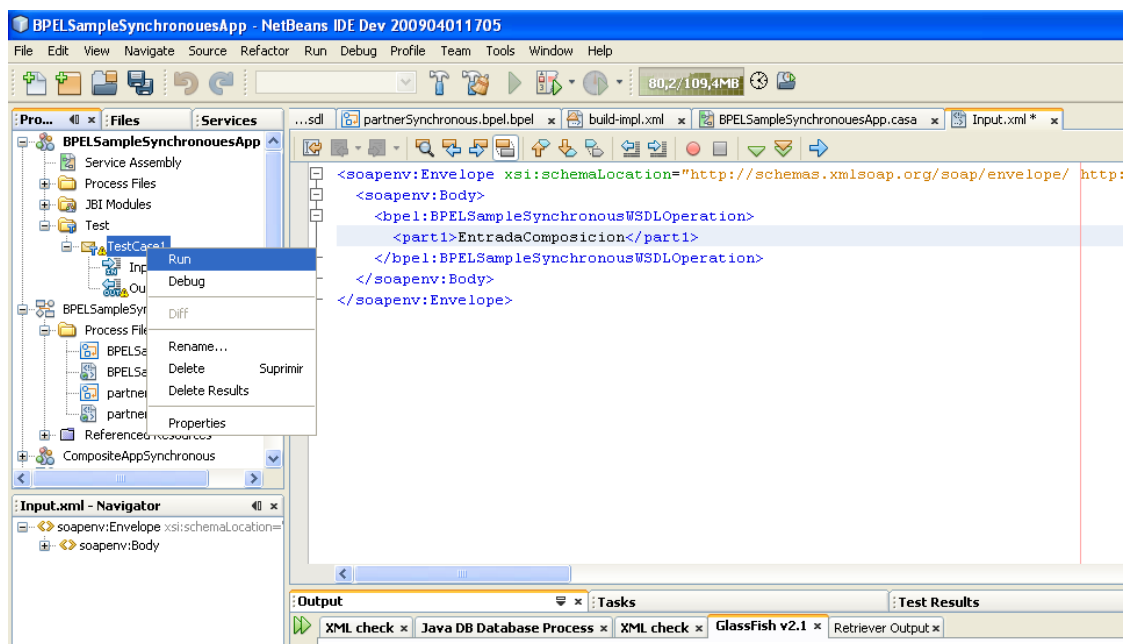 BPELSampleSynchronouesApp - NetBeans IDE Dev 200904011705
File Edit View Navigate Source Refactor Run Debug Profile Team Tools Window Help
80,2/109,4MB
Pro... Files Services
...sdl partnerSynchronous.bpel.bpel build-impl.xml BPELSampleSynchronouesApp.casa Input.xml *
BPELSampleSynchronouesApp
Service Assembly
Process Files
JBI Modules
Test
TestCase1
Inp
Ou
BPELSampleSyn
Process File
BPELSa
BPELSa
partner
partner
Referenced Resources
CompositeAppSynchronous
Run
Debug
Diff
Rename...
Delete Suprimir
Delete Results
Properties
<soapenv:Envelope xsi:schemaLocation="http://schemas.xmlsoap.org/soap/envelope/ http:
<soapenv:Body>
<bpel:BPELSampleSynchronousWSDLOperation>
<part1>EntradaComposicion</part1>
</bpel:BPELSampleSynchronousWSDLOperation>
</soapenv:Body>
</soapenv:Envelope>
Input.xml - Navigator
soapenv:Envelope xsi:schemaLocation='
soapenv:Body
Output Tasks Test Results
XML check Java DB Database Process XML check GlassFish v2.1 Retriever Output